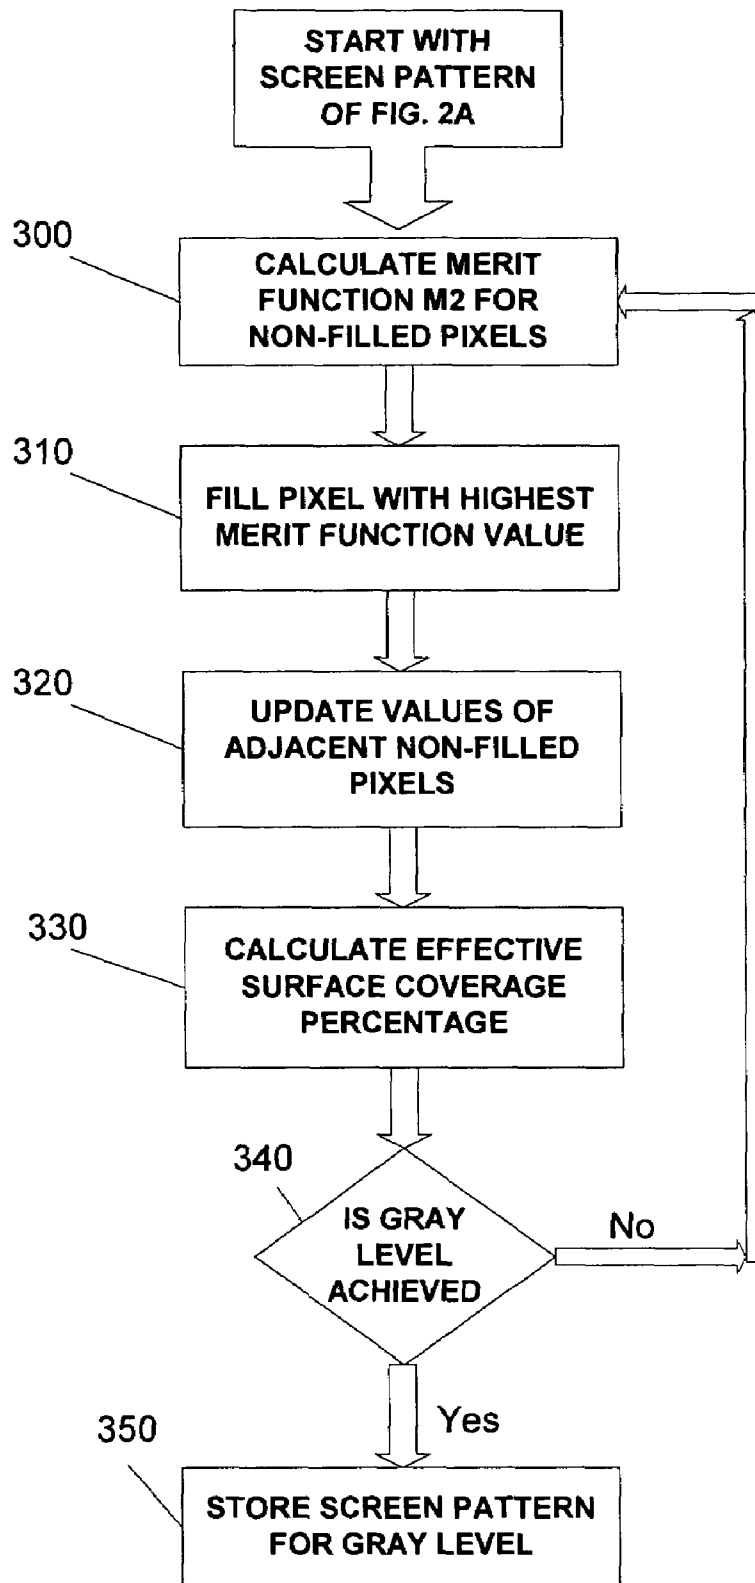 START WITH
SCREEN PATTERN
OF FIG. 2A
300
CALCULATE MERIT
FUNCTION M2 FOR
NON-FILLED PIXELS
310
FILL PIXEL WITH HIGHEST
MERIT FUNCTION VALUE
320
UPDATE VALUES OF
ADJACENT NON-FILLED
PIXELS
330
CALCULATE EFFECTIVE
SURFACE COVERAGE
PERCENTAGE
340
IS GRAY
LEVEL
ACHIEVED
No
Yes
350
STORE SCREEN PATTERN
FOR GRAY LEVEL